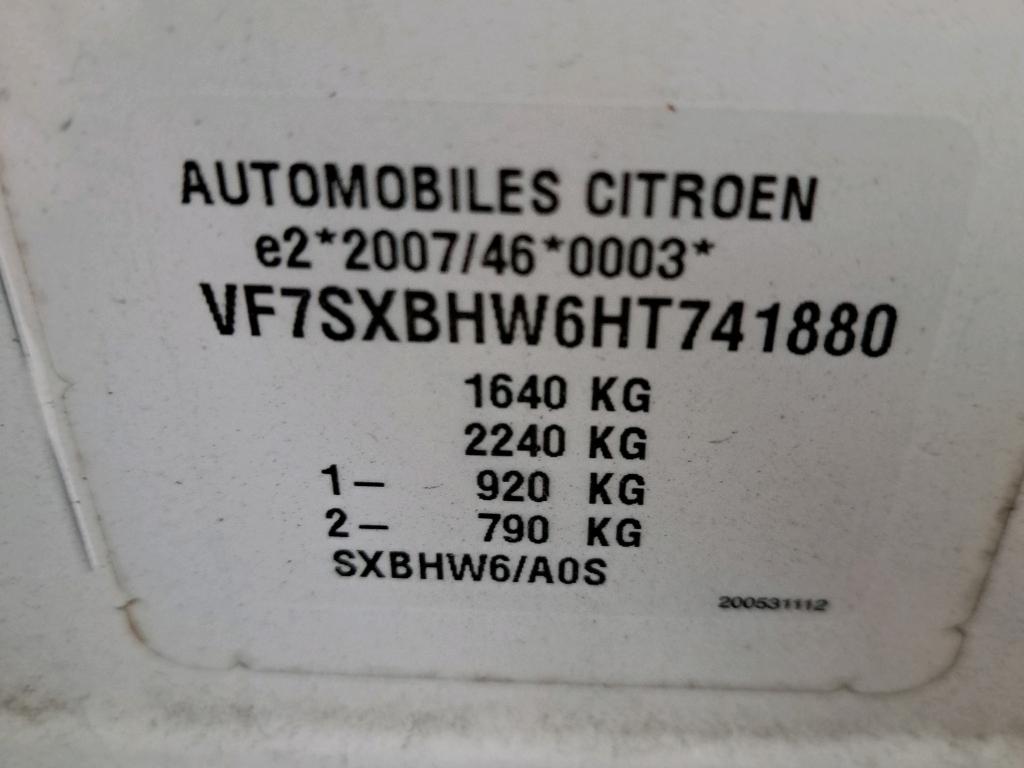 AUTOMOBILES CITROEN
e2*2007/46*0003*
VF7SXBHW6HT741880
1640 KG
2240 KG
1- 920 KG
2- 790 KG
SXBHW6/A0S
200531112